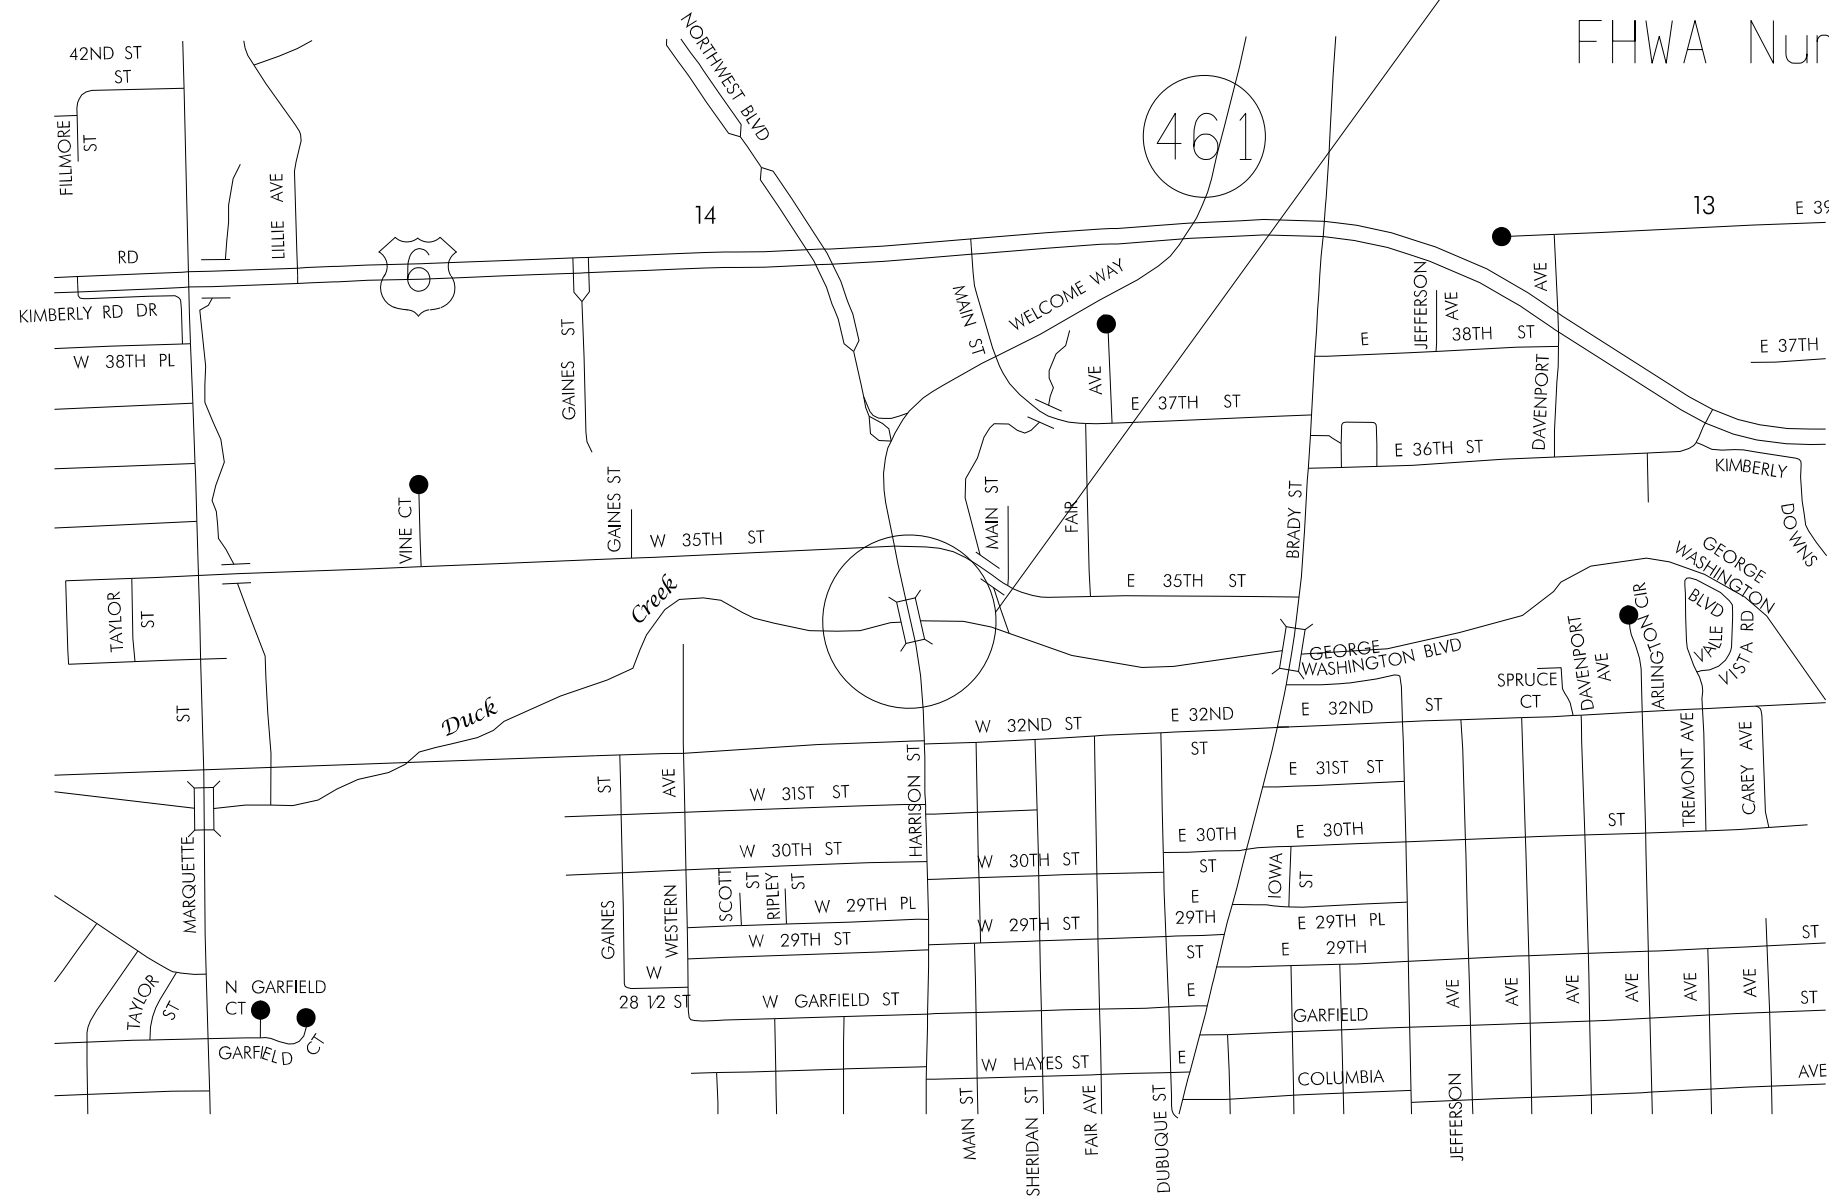 FHWA Nur
42ND ST
ST
FILLMORE
ST
LILLIE AVE
NORTHWEST BLVD
461
14
13
E 39
RD
6
KIMBERLY RD DR
W 38TH PL
GAINES ST
MAIN ST
WELCOME WAY
JEFFERSON
AVE
AVE
DAVENPORT
E 38TH ST
E 37TH
AVE
E 37TH ST
E 36TH ST
KIMBERLY
DOWNS
VINE CT
GAINES ST
W 35TH ST
MAIN ST
FAIR
BRADY ST
E 35TH ST
GEORGE
WASHINGTON
BLVD
VALLE
VISTA RD
TAYLOR
ST
Creek
Duck
GEORGE
WASHINGTON BLVD
SPRUCE
CT
DAVENPORT
AVE
ARLINGTON CIR
ST
W 32ND ST
E 32ND
ST
E 32ND ST
TREMONT AVE
CAREY AVE
ST
AVE
W 31ST ST
HARRISON ST
E 31ST ST
MARQUETTE
W 30TH ST
W 30TH ST
E 30TH
ST
E 30TH
ST
IOWA
ST
SCOTT
ST
RIPLEY
ST
GAINES
WESTERN
W 29TH PL
W 29TH ST
W 29TH ST
E
29TH
ST
E 29TH PL
E 29TH
ST
W
28 1/2 ST
W GARFIELD ST
E
GARFIELD
ST
TAYLOR
ST
N GARFIELD
CT
GARFIELD CT
AVE
AVE
AVE
AVE
AVE
AVE
W HAYES ST
E
COLUMBIA
AVE
MAIN ST
SHERIDAN ST
FAIR AVE
DUBUQUE ST
JEFFERSON